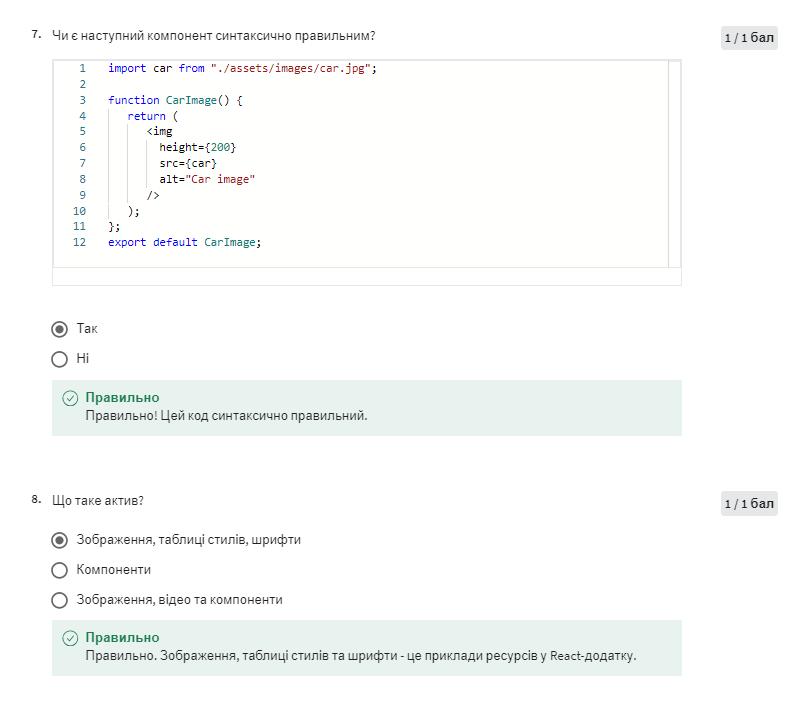 7. Чи є наступний компонент синтаксично правильним?
1 / 1 бал
1 import car from "./assets/images/car.jpg";
2
3 function CarImage() {
4 return (
5 <img
6 height={200}
7 src={car}
8 alt="Car image"
9 />
10 );
11 };
12 export default CarImage;
Так
Ні
Правильно
Правильно! Цей код синтаксично правильний.
8. Що таке актив?
1 / 1 бал
Зображення, таблиці стилів, шрифти
Компоненти
Зображення, відео та компоненти
Правильно
Правильно. Зображення, таблиці стилів та шрифти - це приклади ресурсів у React-додатку.